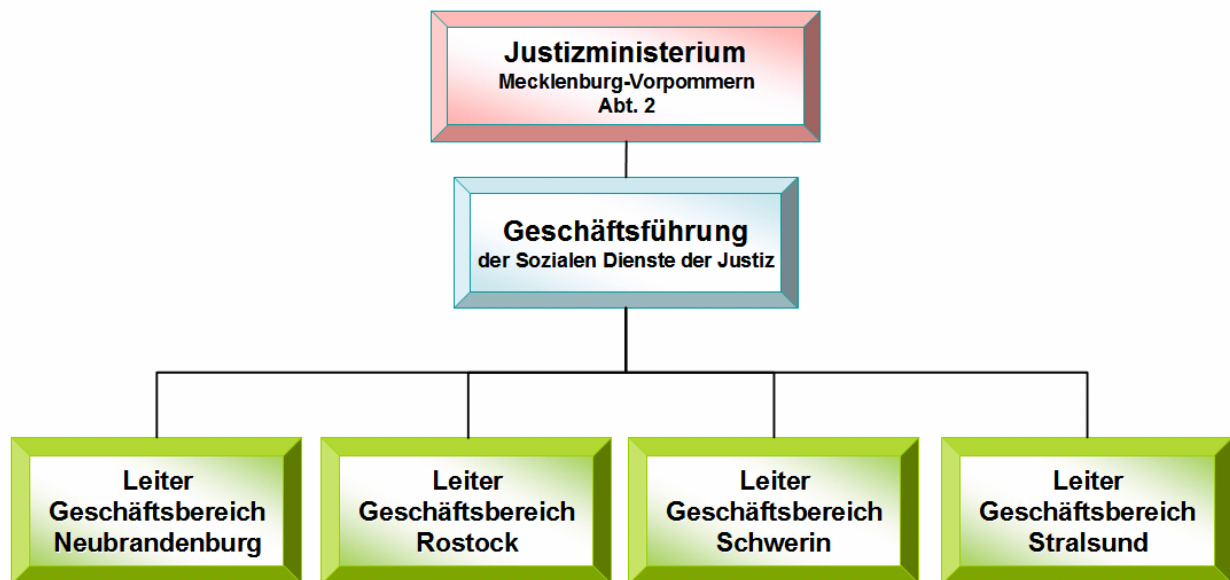 Justizministerium
Mecklenburg-Vorpommern
Abt. 2
Geschäftsführung
der Sozialen Dienste der Justiz
Leiter
Geschäftsbereich
Neubrandenburg
Leiter
Geschäftsbereich
Rostock
Leiter
Geschäftsbereich
Schwerin
Leiter
Geschäftsbereich
Stralsund